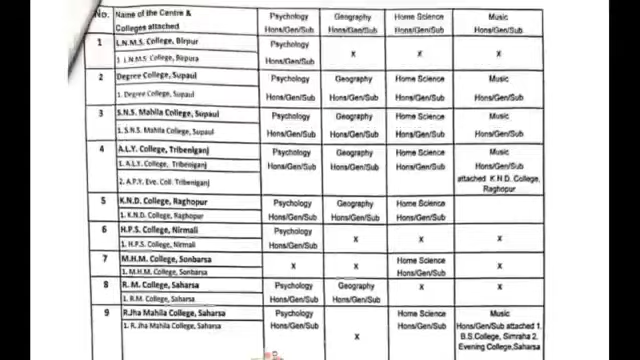 No. Name of the Centre & Colleges attached Psychology Hons/Gen/Sub Geography Hons/Gen/Sub Home Science Hons/Gen/Sub Music Hons/Gen/Sub
1 L.N.M.S. College, Birpur Psychology
1 L.N.M.S. College, Birpura Hons/Gen/Sub x x x
2 Degree College, Supaul Psychology Geography Home Science Music
1. Degree College, Supaul Hons/Gen/Sub Hons/Gen/Sub Hons/Gen/Sub Hons/Gen/Sub
3 S.N.S. Mahila College, Supaul Psychology Geography Home Science Music
1. S.N.S. Mahila College, Supaul Hons/Gen/Sub Hons/Gen/Sub Hons/Gen/Sub Hons/Gen/Sub
4 A.L.Y. College, Tribeniganj Psychology Geography Home Science Music
1. A.L.Y. College, Tribeniganj Hons/Gen/Sub Hons/Gen/Sub Hons/Gen/Sub Hons/Gen/Sub
2. A.P.Y. Eve. Coll. Tribeniganj attached K.N.D. College, Raghopur
5 K.N.D. College, Raghopur Psychology Geography Home Science
1. K.N.D. College, Raghopur Hons/Gen/Sub Hons/Gen/Sub Hons/Gen/Sub
6 H.P.S. College, Nirmali Psychology
1. H.P.S. College, Nirmali Hons/Gen/Sub x x x
7 M.H.M. College, Sonbarsa Home Science
1. M.H.M. College, Sonbarsa x x Hons/Gen/Sub x
8 R. M. College, Saharsa Psychology Geography x x
1. R.M. College, Saharsa Hons/Gen/Sub Hons/Gen/Sub
9 R.Jha Mahila College, Saharsa Psychology Home Science Music
1. R. Jha Mahila College, Saharsa Hons/Gen/Sub x Hons/Gen/Sub Hons/Gen/Sub attached 1.
B.S.College, Simraha 2.
Evening College,Saharsa